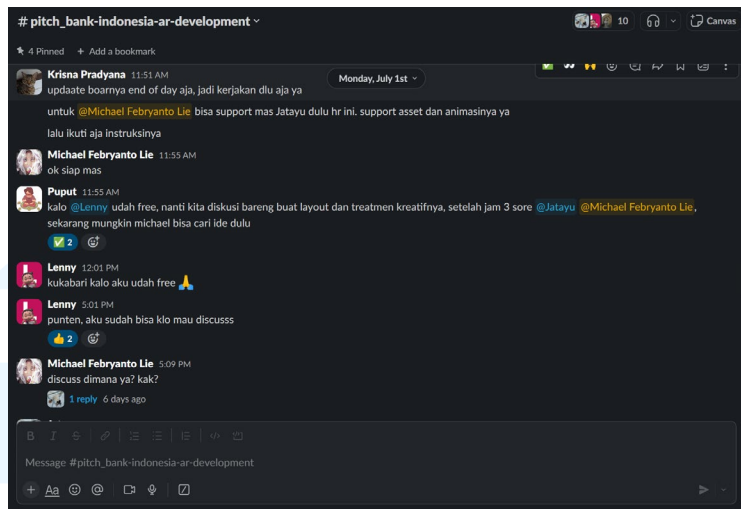 # pitch_bank-indonesia-ar-development
10
Canvas
4 Pinned + Add a bookmark
Monday, July 1st
Krisna Pradyana 11:51 AM
updaate boarnya end of day aja, jadi kerjakan dlu aja ya
untuk @Michael Febryanto Lie bisa support mas Jatayu dulu hr ini. support asset dan animasinya ya
lalu ikuti aja instruksinya
Michael Febryanto Lie 11:55 AM
ok siap mas
Puput 11:55 AM
kalo @Lenny udah free, nanti kita diskusi bareng buat layout dan treatmen kreatifnya, setelah jam 3 sore @Jatayu @Michael Febryanto Lie,
sekarang mungkin michael bisa cari ide dulu
2
Lenny 12:01 PM
kukabari kalo aku udah free
Lenny 5:01 PM
punten, aku sudah bisa klo mau discusss
2
Michael Febryanto Lie 5:09 PM
discuss dimana ya? kak?
1 reply 6 days ago
B I S
Message #pitch_bank-indonesia-ar-development
+ Aa @